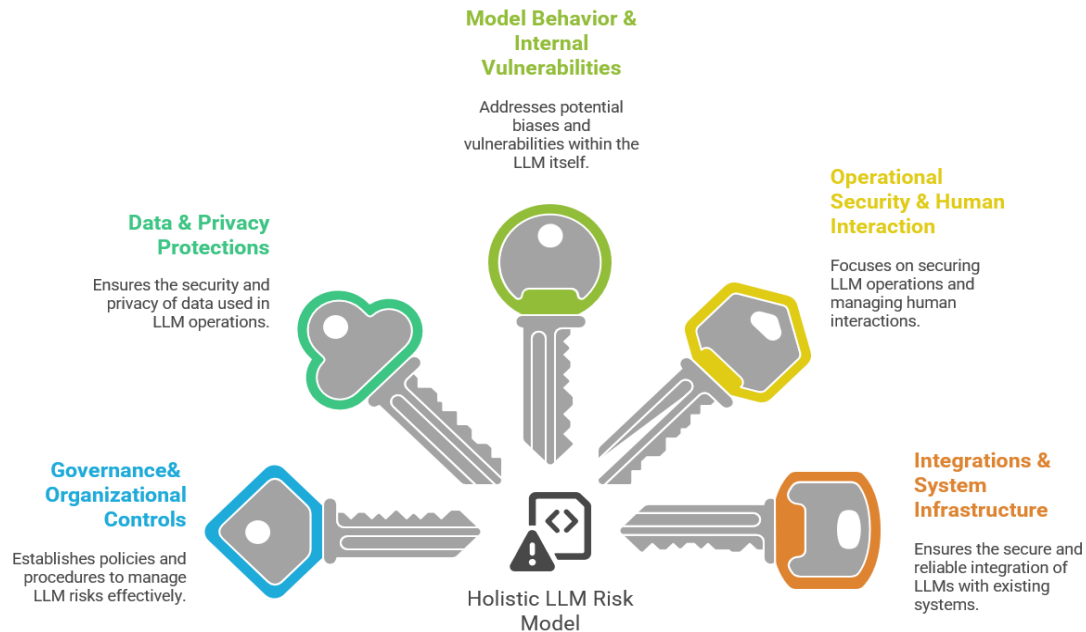 Model Behavior &
Internal
Vulnerabilities
Addresses potential
biases and
vulnerabilities within the
LLM itself.
Data & Privacy
Protections
Ensures the security and
privacy of data used in
LLM operations.
Operational
Security & Human
Interaction
Focuses on securing
LLM operations and
managing human
interactions.
Governance&
Organizational
Controls
Establishes policies and
procedures to manage
LLM risks effectively.
Integrations &
System
Infrastructure
Ensures the secure and
reliable integration of
LLMs with existing
systems.
Holistic LLM Risk
Model